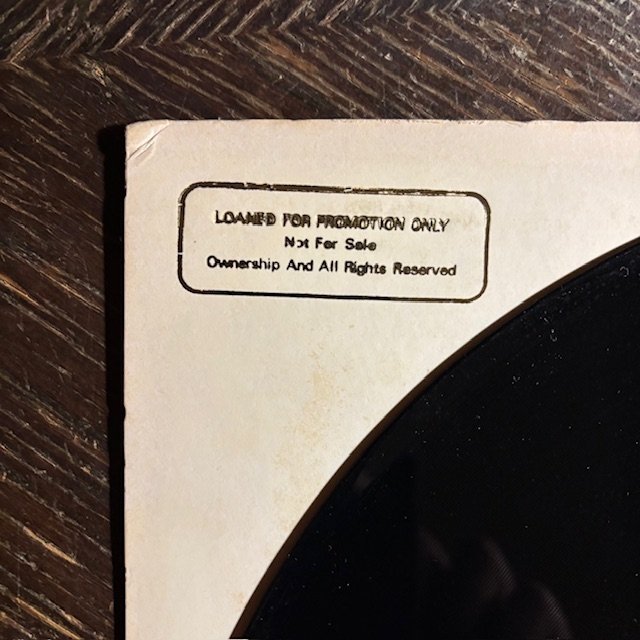 LOANED FOR PROMOTION ONLY
Not For Sale
Ownership And All Rights Reserved